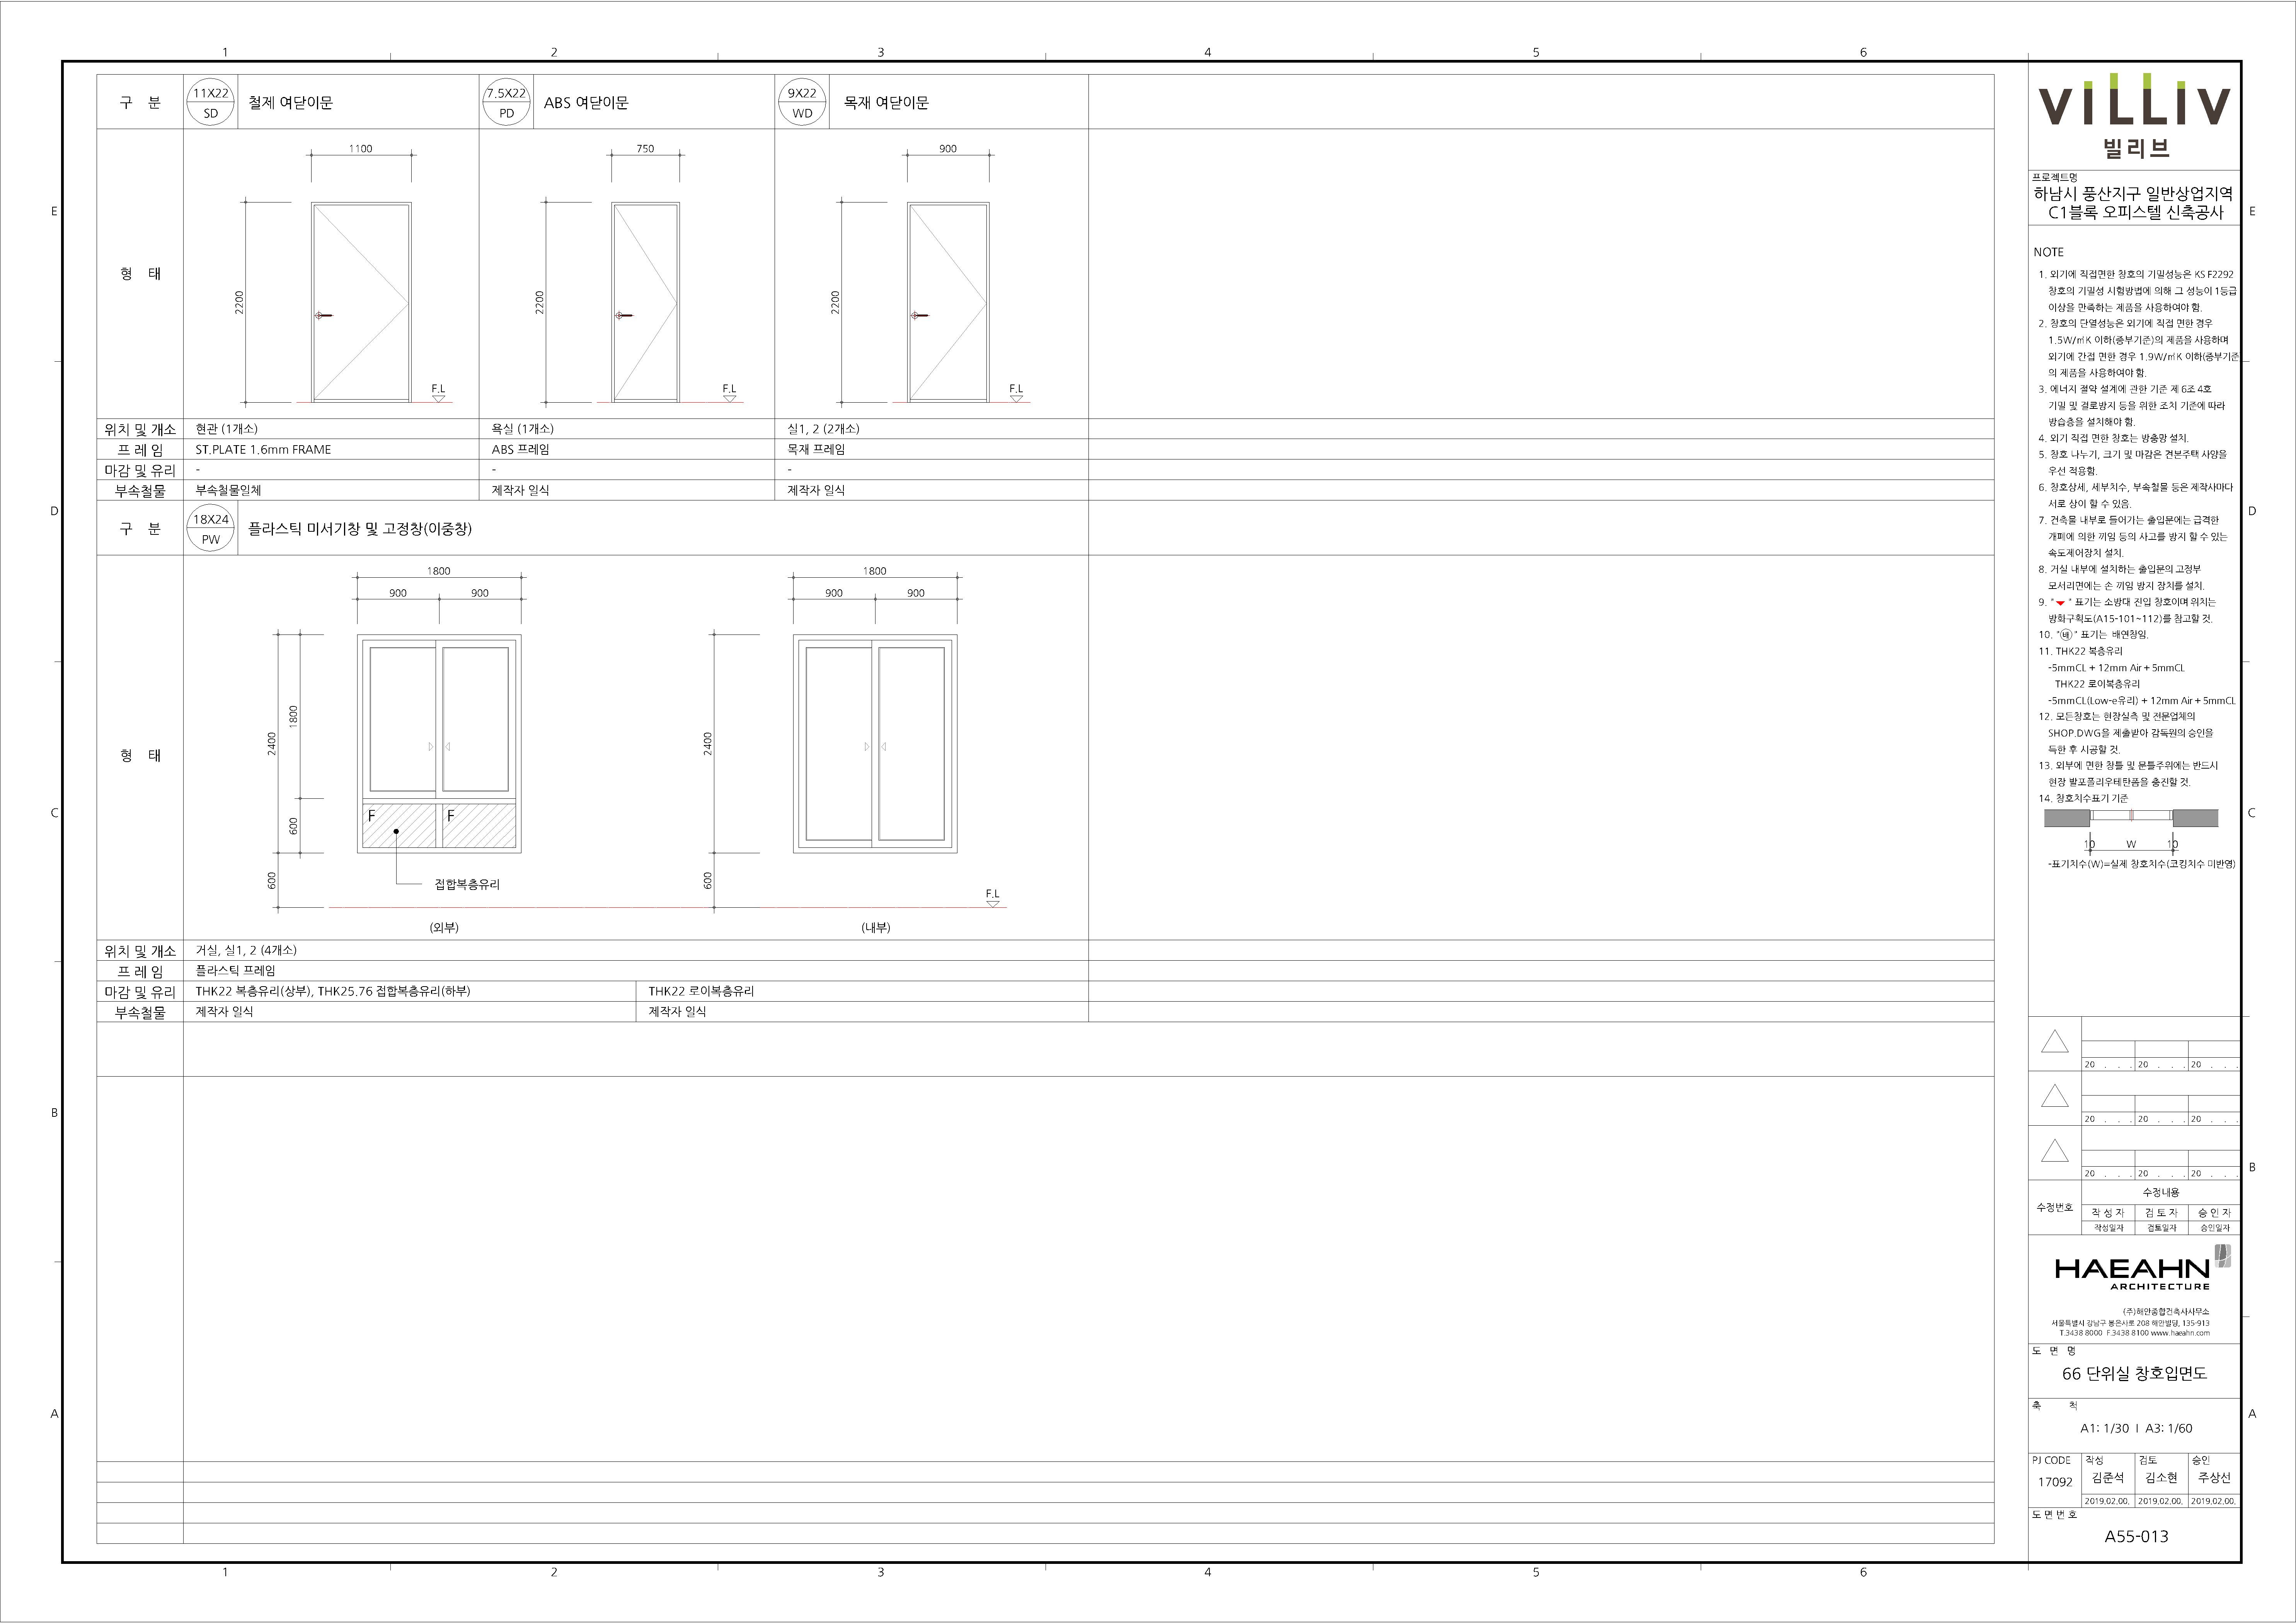 1 2 3 4 5 6
구 분
11X22
SD
철제 여닫이문
7.5X22
PD
ABS 여닫이문
9X22
WD
목재 여닫이문
형 태
1100
2200
F.L
750
2200
F.L
900
2200
F.L
위치 및 개소 현관 (1개소) 욕실 (1개소) 실1, 2 (2개소)
프 레 임 ST.PLATE 1.6mm FRAME ABS 프레임 목재 프레임
마감 및 유리 - - -
부속철물 부속철물일체 제작자 일식 제작자 일식
구 분
18X24
PW
플라스틱 미서기창 및 고정창(이중창)
형 태
1800
900 900
2400
1800
600
600
F F
접합복층유리
(외부)
1800
900 900
2400
600
F.L
(내부)
위치 및 개소 거실, 실1, 2 (4개소)
프 레 임 플라스틱 프레임
마감 및 유리 THK22 복층유리(상부), THK25.76 접합복층유리(하부) THK22 로이복층유리
부속철물 제작자 일식 제작자 일식
E
D
C
B
A
E
D
C
B
A
1 2 3 4 5 6
VILLIV
빌리브
프로젝트명
하남시 풍산지구 일반상업지역
C1블록 오피스텔 신축공사
NOTE
1. 외기에 직접면한 창호의 기밀성능은 KS F2292
창호의 기밀성 시험방법에 의해 그 성능이 1등급
이상을 만족하는 제품을 사용하여야 함.
2. 창호의 단열성능은 외기에 직접 면한 경우
1.5W/㎡K 이하(중부기준)의 제품을 사용하며
외기에 간접 면한 경우 1.9W/㎡K 이하(중부기준
의 제품을 사용하여야 함.
3. 에너지 절약 설계에 관한 기준 제 6조 4호
기밀 및 결로방지 등을 위한 조치 기준에 따라
방습층을 설치해야 함.
4. 외기 직접 면한 창호는 방충망 설치.
5. 창호 나누기, 크기 및 마감은 견본주택 사양을
우선 적용함.
6. 창호상세, 세부치수, 부속철물 등은 제작사마다
서로 상이 할 수 있음.
7. 건축물 내부로 들어가는 출입문에는 급격한
개폐에 의한 끼임 등의 사고를 방지 할 수 있는
속도제어장치 설치.
8. 거실 내부에 설치하는 출입문의 고정부
모서리면에는 손 끼임 방지 장치를 설치.
9. "▼" 표기는 소방대 진입 창호이며 위치는
방화구획도(A15-101~112)를 참고할 것.
10. "㉳" 표기는 배연창임.
11. THK22 복층유리
-5mmCL + 12mm Air + 5mmCL
THK22 로이복층유리
-5mmCL(Low-e유리) + 12mm Air + 5mmCL
12. 모든창호는 현장실측 및 전문업체의
SHOP.DWG을 제출받아 감독원의 승인을
득한 후 시공할 것.
13. 외부에 면한 창틀 및 문틀주위에는 반드시
현장 발포폴리우테탄폼을 충진할 것.
14. 창호치수표기 기준
10 W 10
-표기치수(W)=실제 창호치수(코킹치수 미반영)
20 . . . 20 . . . 20 . . .
20 . . . 20 . . . 20 . . .
20 . . . 20 . . . 20 . . .
수정번호
수정내용
작 성 자 검 토 자 승 인 자
작성일자 검토일자 승인일자
HAEAHN
ARCHITECTURE
(주)해안종합건축사사무소
서울특별시 강남구 봉은사로 208 해안빌딩, 135-913
T.3438 8000 F.3438 8100 www.haeahn.com
도 면 명
66 단위실 창호입면도
축 척
A1: 1/30 I A3: 1/60
PJ CODE 작성 검토 승인
17092 김준석 김소현 주상선
2019.02.00. 2019.02.00. 2019.02.00.
도 면 번 호
A55-013